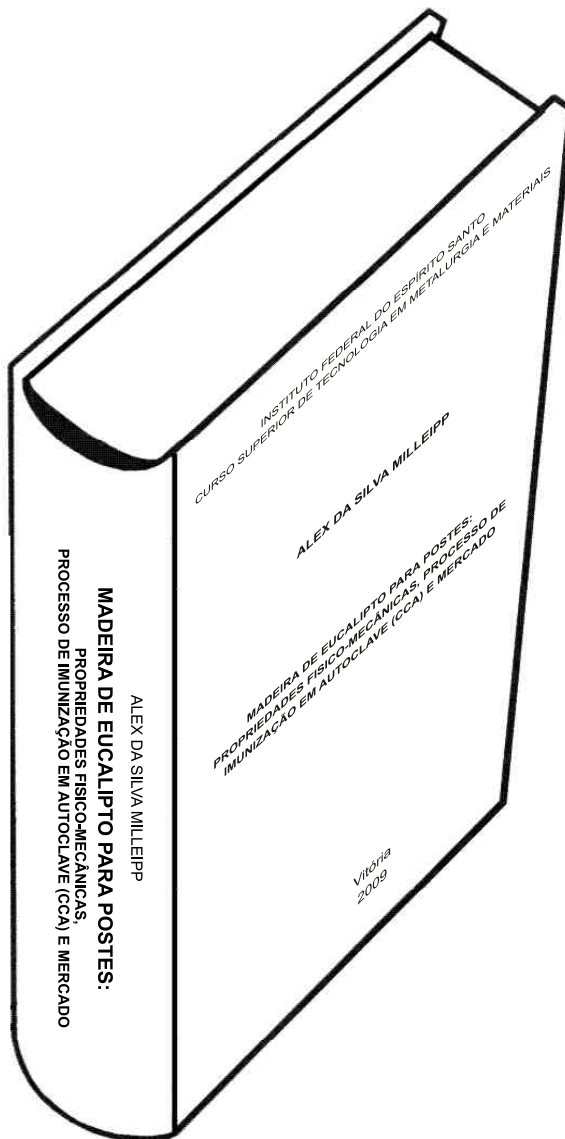 INSTITUTO FEDERAL DO ESPÍRITO SANTO
CURSO SUPERIOR DE TECNOLOGIA EM METALURGIA E MATERIAIS
ALEX DA SILVA MILLEIPP
MADEIRA DE EUCALIPTO PARA POSTES:
PROPRIEDADES FISICO-MECÂNICAS, PROCESSO DE
IMUNIZAÇÃO EM AUTOCLAVE (CCA) E MERCADO
Vitória
2009
ALEX DA SILVA MILLEIPP
MADEIRA DE EUCALIPTO PARA POSTES:
PROPRIEDADES FISICO-MECÂNICAS,
PROCESSO DE IMUNIZAÇÃO EM AUTOCLAVE (CCA) E MERCADO